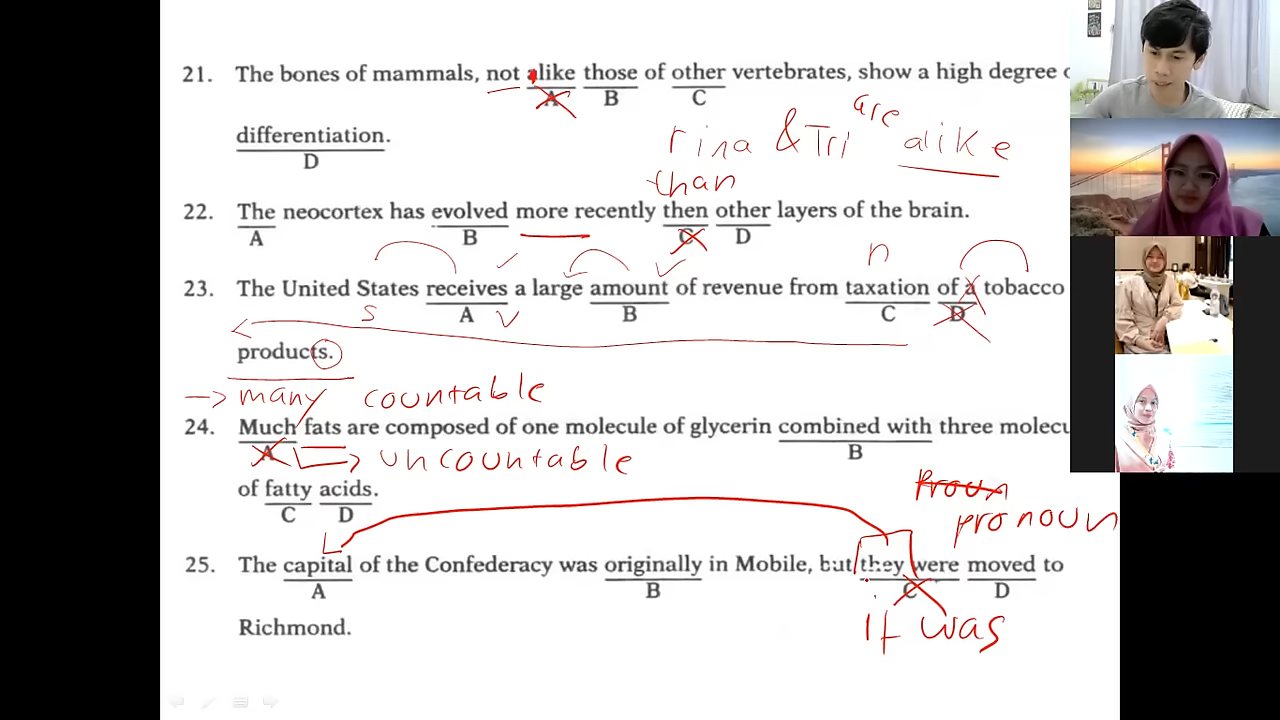 21. The bones of mammals, not alike those of other vertebrates, show a high degree
A B C
are
differentiation.
D
rina & Tri alike
than
22. The neocortex has evolved more recently then other layers of the brain.
A B C D
n
23. The United States receives a large amount of revenue from taxation of a tobacco
s A v B C D
products.
-> many countable
24. Much fats are composed of one molecule of glycerin combined with three molecu
A B
uncountable
of fatty acids.
C D
pronoun
25. The capital of the Confederacy was originally in Mobile, but they were moved to
A B C D
Richmond.
it was